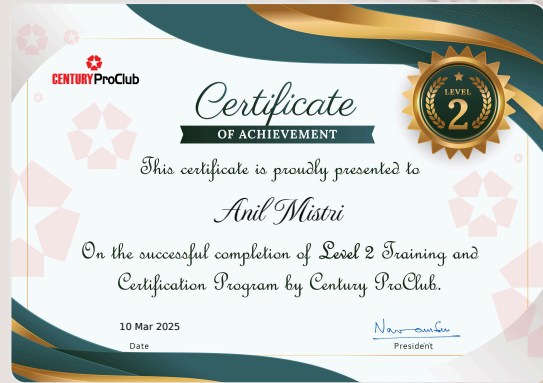 CENTURY ProClub
LEVEL
2
Certificate
OF ACHIEVEMENT
This certificate is proudly presented to
Anil Mistri
On the successful completion of Level 2 Training and
Certification Program by Century ProClub.
10 Mar 2025
Date
President